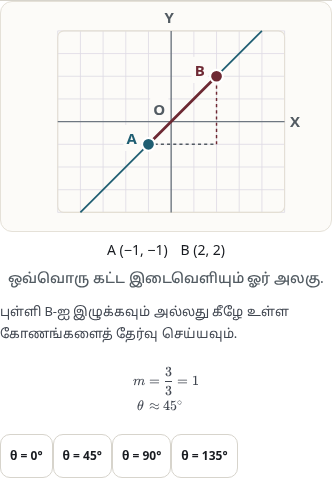 Y
B
O
X
A
A (−1, −1) B (2, 2)
ஒவ்வொரு கட்ட இடைவெளியும் ஓர் அலகு.
புள்ளி B-ஐ இழுக்கவும் அல்லது கீழே உள்ள
கோணங்களைத் தேர்வு செய்யவும்.
m = 3/3 = 1
θ ≈ 45°
θ = 0° θ = 45° θ = 90° θ = 135°